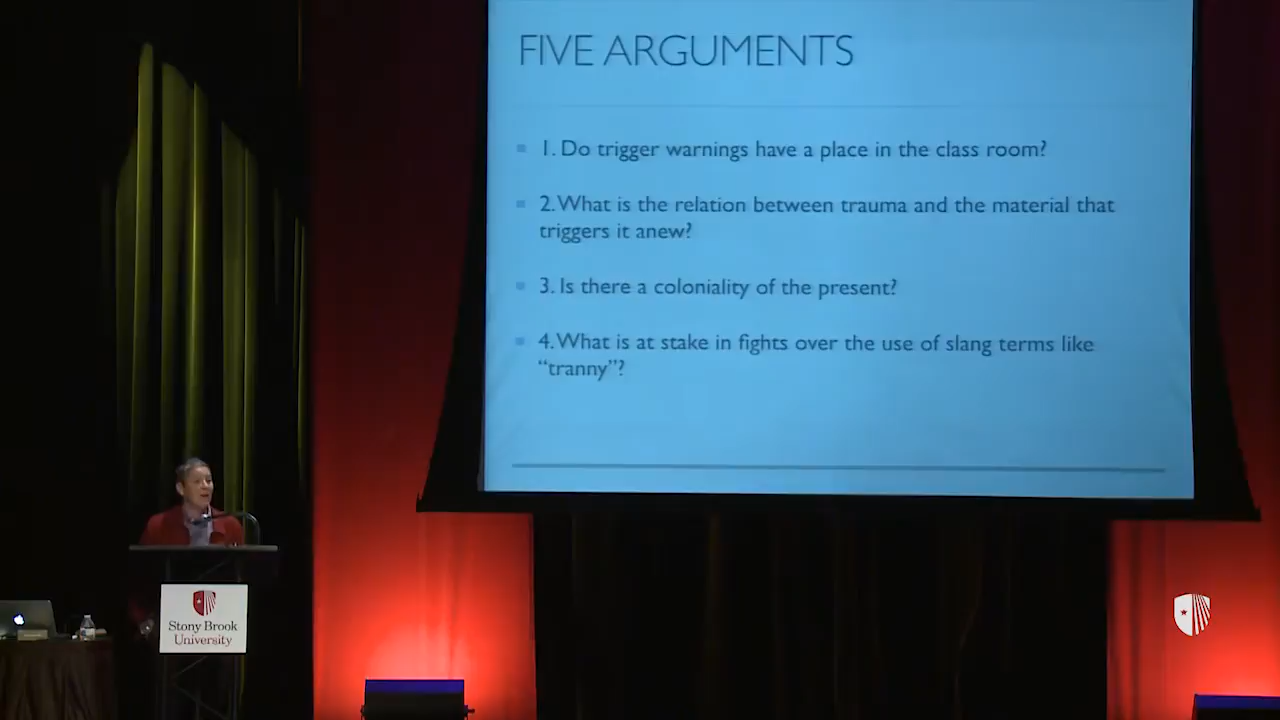 FIVE ARGUMENTS
1. Do trigger warnings have a place in the class room?
2. What is the relation between trauma and the material that
triggers it anew?
3. Is there a coloniality of the present?
4. What is at stake in fights over the use of slang terms like
“tranny”?
Stony Brook
University